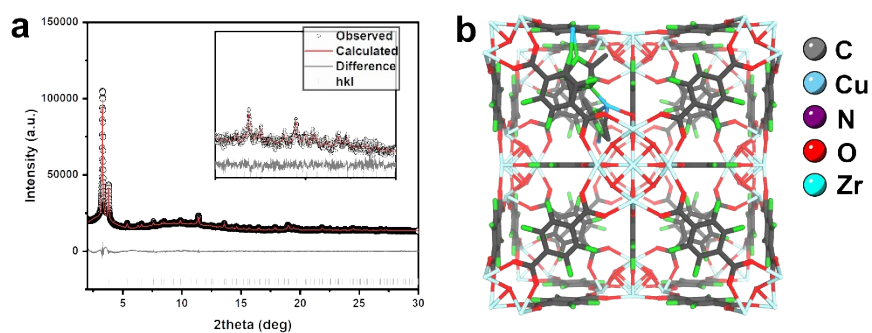 a
150000
100000
50000
0
Intensity (a.u.)
Observed
Calculated
Difference
hkl
5
10
15
20
25
30
2theta (deg)
b
C
Cu
N
O
Zr